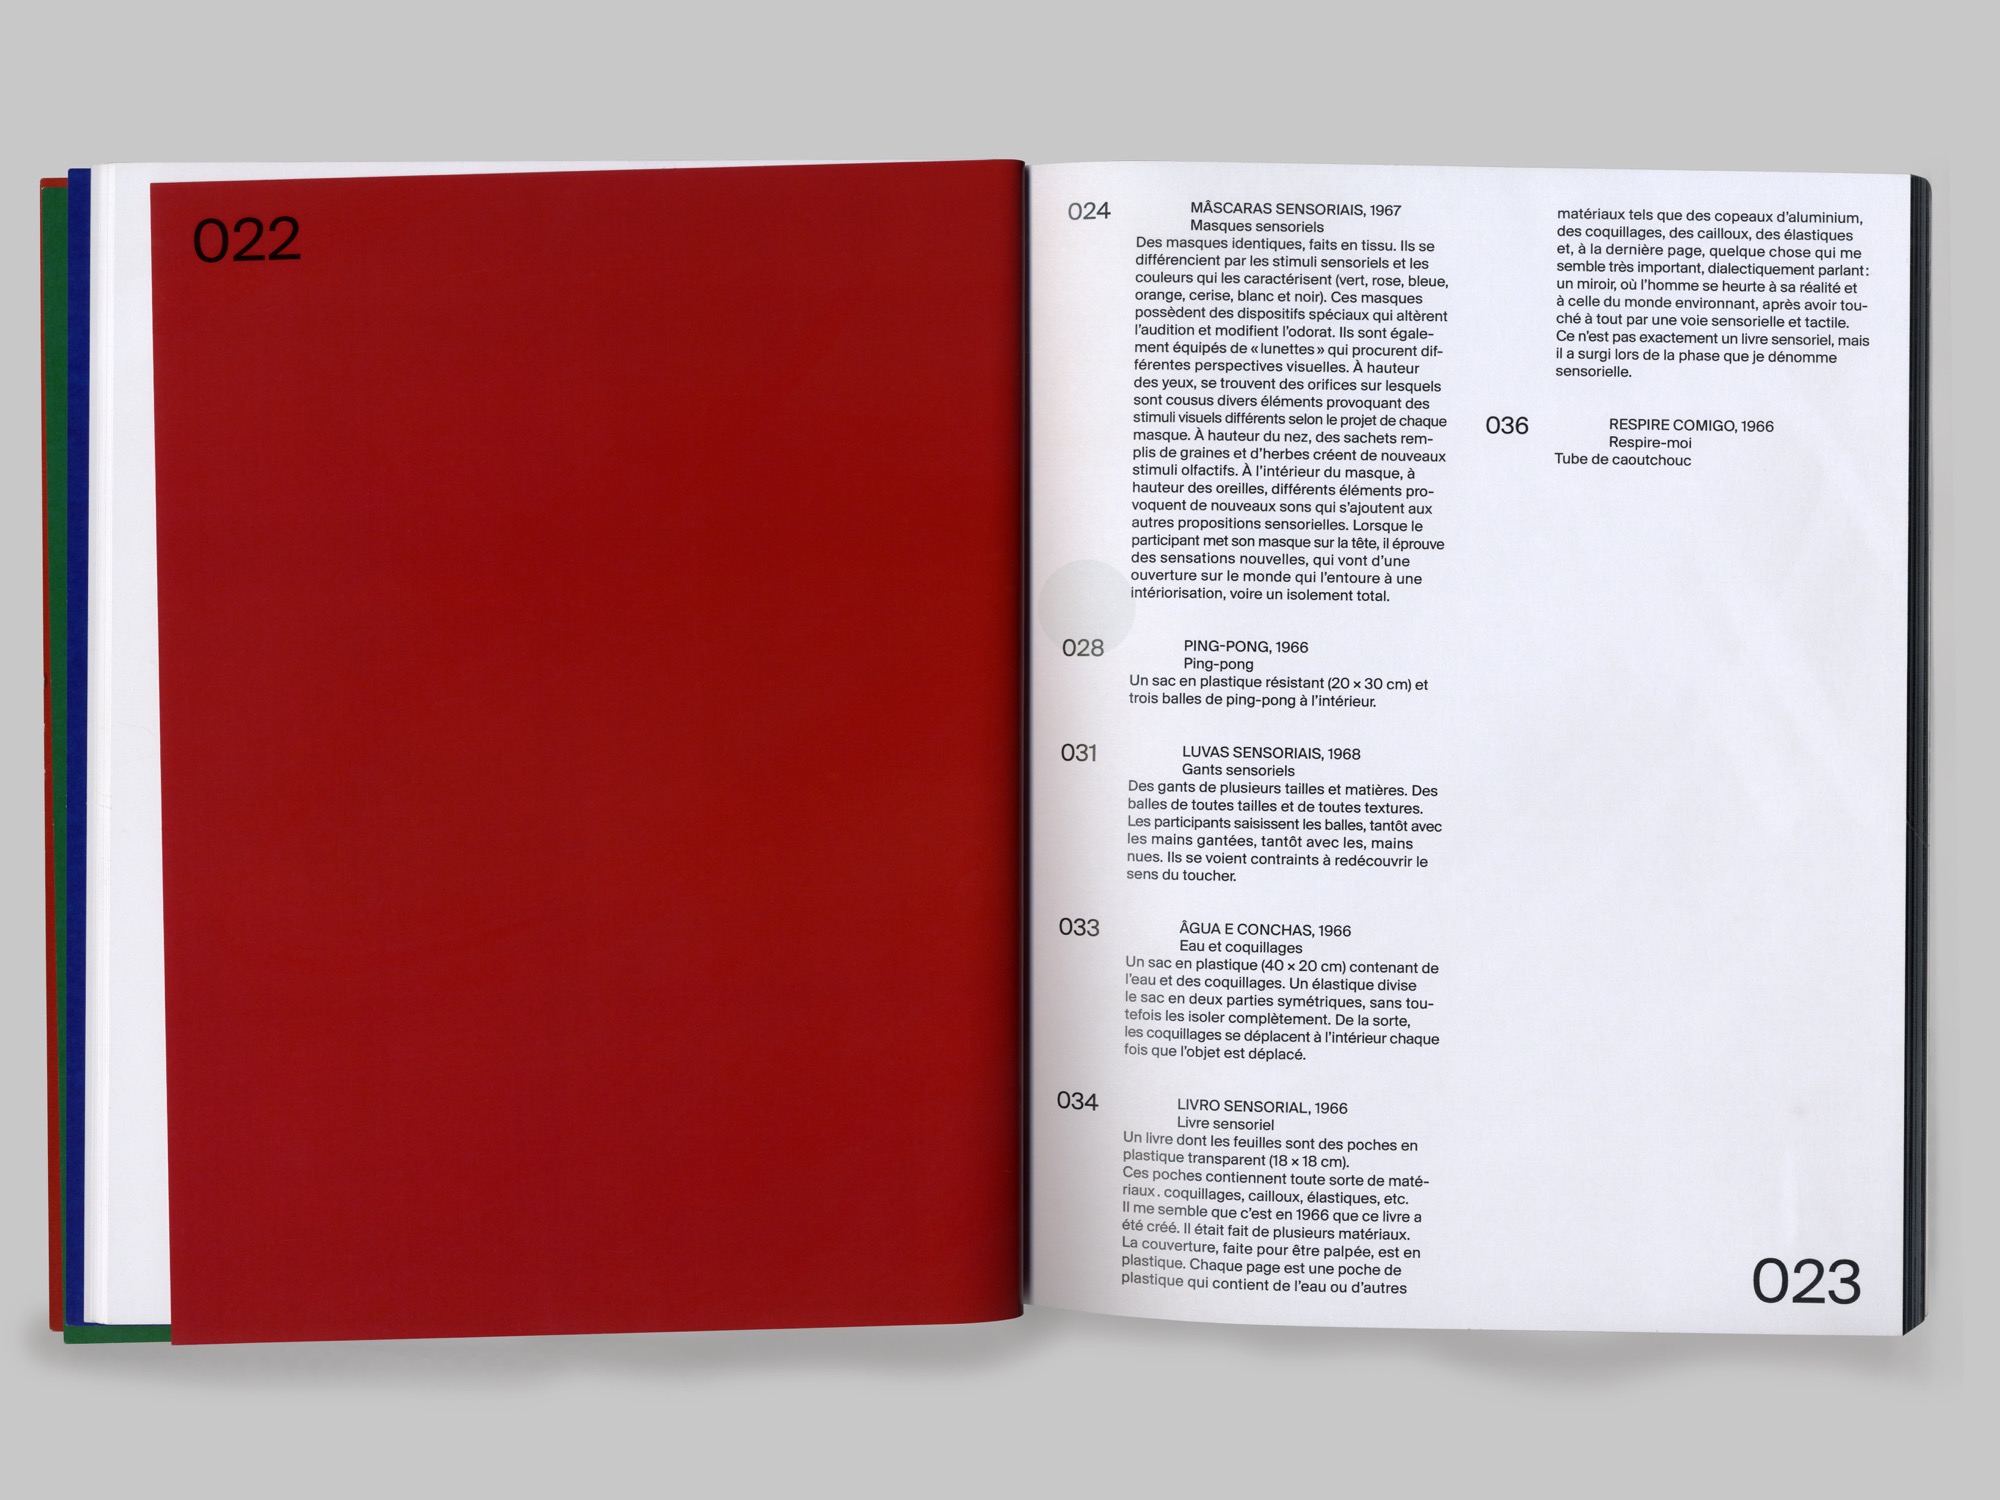 022
024
MÂSCARAS SENSORIAIS, 1967
Masques sensoriels
Des masques identiques, faits en tissu. Ils se
différencient par les stimuli sensoriels et les
couleurs qui les caractérisent (vert, rose, bleue,
orange, cerise, blanc et noir). Ces masques
possèdent des dispositifs spéciaux qui altèrent
l’audition et modifient l’odorat. Ils sont égale-
ment équipés de « lunettes » qui procurent dif-
férentes perspectives visuelles. À hauteur
des yeux, se trouvent des orifices sur lesquels
sont cousus divers éléments provoquant des
stimuli visuels différents selon le projet de chaque
masque. À hauteur du nez, des sachets rem-
plis de graines et d’herbes créent de nouveaux
stimuli olfactifs. À l’intérieur du masque, à
hauteur des oreilles, différents éléments pro-
voquent de nouveaux sons qui s’ajoutent aux
autres propositions sensorielles. Lorsque le
participant met son masque sur la tête, il éprouve
des sensations nouvelles, qui vont d’une
ouverture sur le monde qui l’entoure à une
intériorisation, voire un isolement total.
028
PING-PONG, 1966
Ping-pong
Un sac en plastique résistant (20 × 30 cm) et
trois balles de ping-pong à l’intérieur.
031
LUVAS SENSORIAIS, 1968
Gants sensoriels
Des gants de plusieurs tailles et matières. Des
balles de toutes tailles et de toutes textures.
Les participants saisissent les balles, tantôt avec
les mains gantées, tantôt avec les, mains
nues. Ils se voient contraints à redécouvrir le
sens du toucher.
033
ÂGUA E CONCHAS, 1966
Eau et coquillages
Un sac en plastique (40 × 20 cm) contenant de
l’eau et des coquillages. Un élastique divise
le sac en deux parties symétriques, sans tou-
tefois les isoler complètement. De la sorte,
les coquillages se déplacent à l’intérieur chaque
fois que l’objet est déplacé.
034
LIVRO SENSORIAL, 1966
Livre sensoriel
Un livre dont les feuilles sont des poches en
plastique transparent (18 × 18 cm).
Ces poches contiennent toute sorte de maté-
riaux . coquillages, cailloux, élastiques, etc.
Il me semble que c’est en 1966 que ce livre a
été créé. Il était fait de plusieurs matériaux.
La couverture, faite pour être palpée, est en
plastique. Chaque page est une poche de
plastique qui contient de l’eau ou d’autres
matériaux tels que des copeaux d’aluminium,
des coquillages, des cailloux, des élastiques
et, à la dernière page, quelque chose qui me
semble très important, dialectiquement parlant :
un miroir, où l’homme se heurte à sa réalité et
à celle du monde environnant, après avoir tou-
ché à tout par une voie sensorielle et tactile.
Ce n’est pas exactement un livre sensoriel, mais
il a surgi lors de la phase que je dénomme
sensorielle.
036
RESPIRE COMIGO, 1966
Respire-moi
Tube de caoutchouc
023